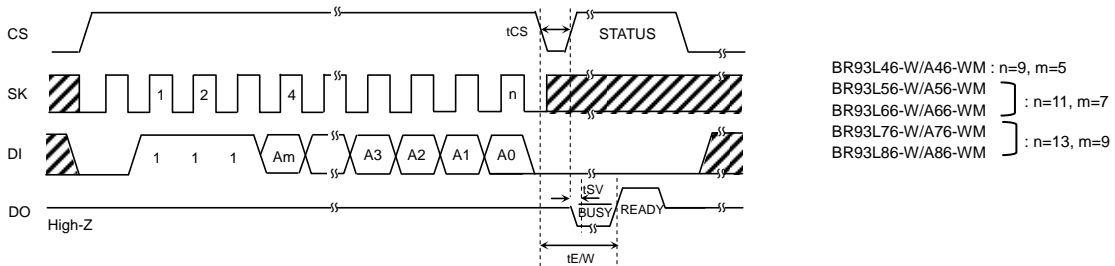 CS
tCS
STATUS
SK
1 2 4 n
DI
1 1 1 Am A3 A2 A1 A0
tSV
DO
BUSY READY
High-Z
tE/W
BR93L46-W/A46-WM : n=9, m=5
BR93L56-W/A56-WM
BR93L66-W/A66-WM
: n=11, m=7
BR93L76-W/A76-WM
BR93L86-W/A86-WM
: n=13, m=9